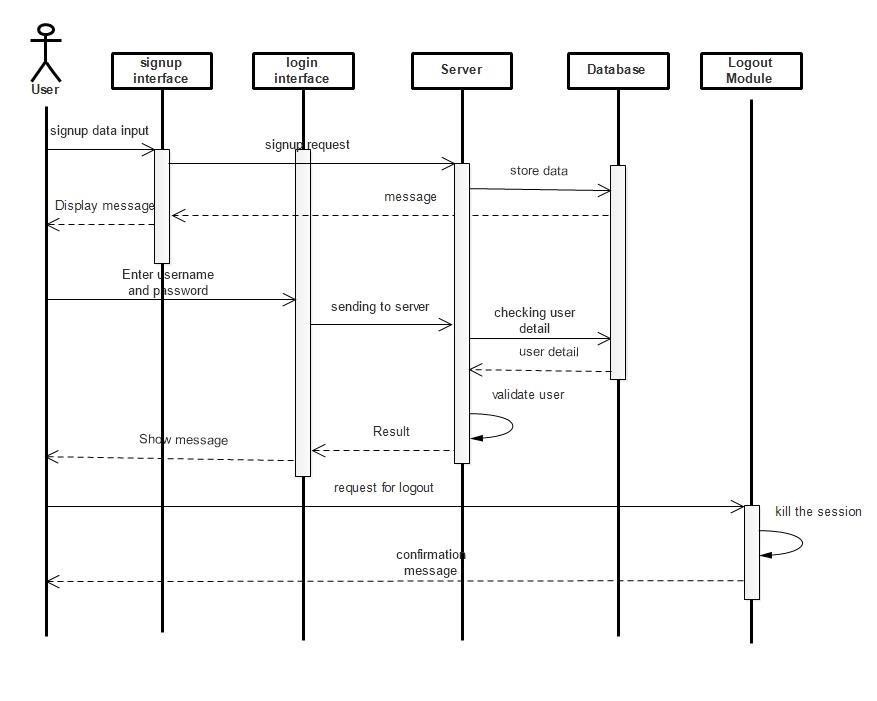 signup
interface
login
interface
Server
Database
Logout
Module
User
signup data input
signup request
store data
message
Display message
Enter username
and password
sending to server
checking user
detail
user detail
validate user
Result
Show message
request for logout
kill the session
confirmation
message